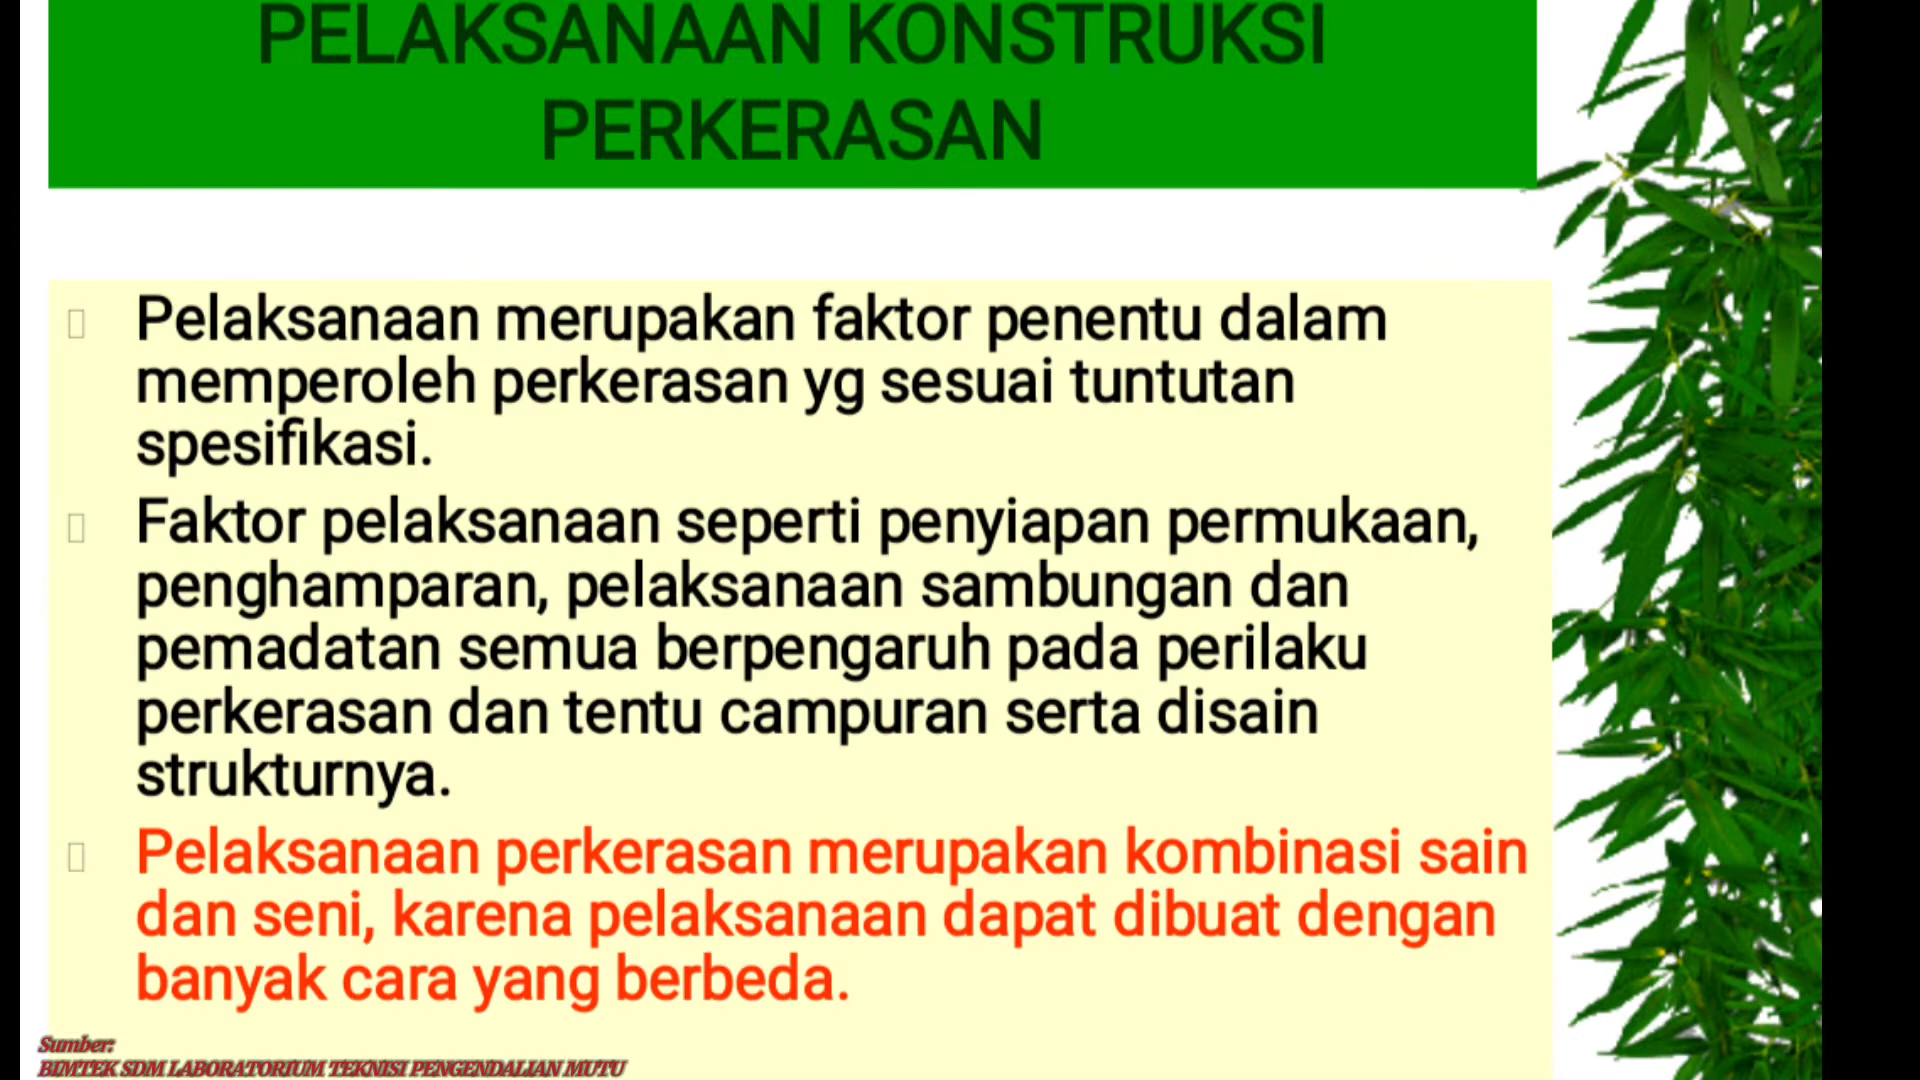 PELAKSANAAN KONSTRUKSI
PERKERASAN
Pelaksanaan merupakan faktor penentu dalam
memperoleh perkerasan yg sesuai tuntutan
spesifikasi.
Faktor pelaksanaan seperti penyiapan permukaan,
penghamparan, pelaksanaan sambungan dan
pemadatan semua berpengaruh pada perilaku
perkerasan dan tentu campuran serta disain
strukturnya.
Pelaksanaan perkerasan merupakan kombinasi sain
dan seni, karena pelaksanaan dapat dibuat dengan
banyak cara yang berbeda.
Sumber:
BIMTEK SDM LABORATORIUM TEKNISI PENGENDALIAN MUTU